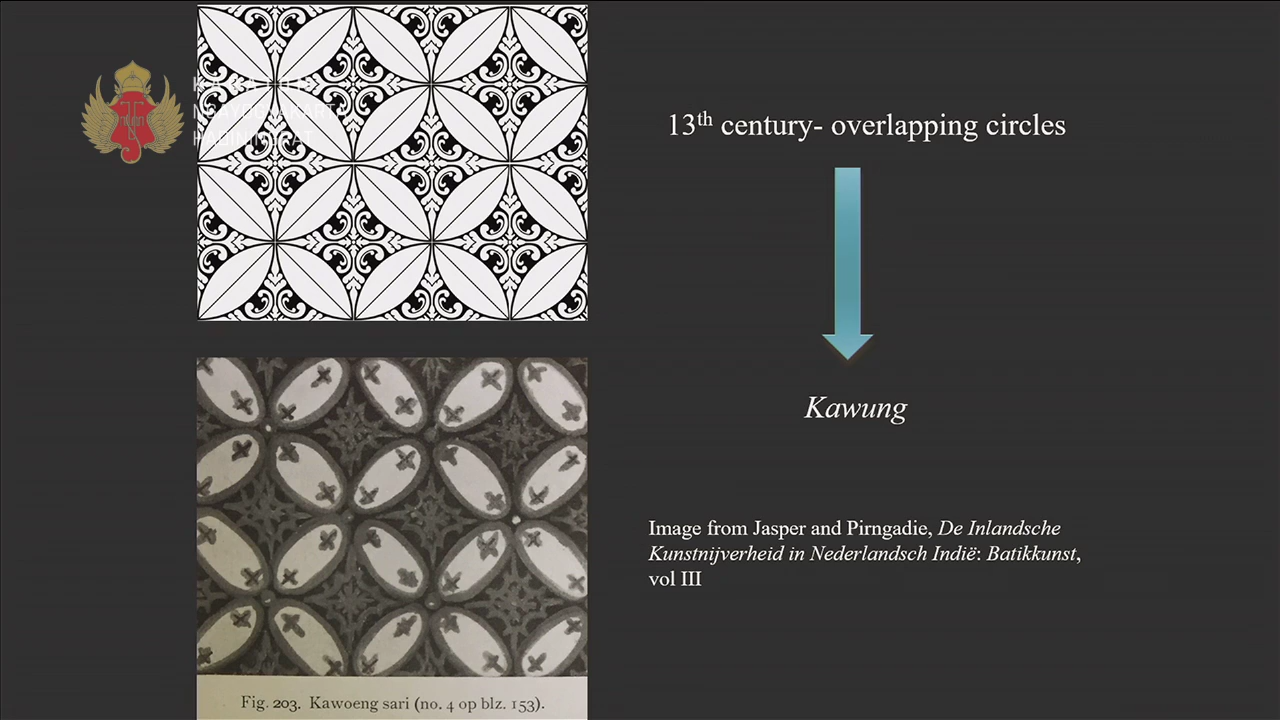 13th century- overlapping circles
Kawung
Image from Jasper and Pirngadie, De Inlandsche
Kunstnijverheid in Nederlandsch Indië: Batikkunst,
vol III
Fig. 203. Kawoeng sari (no. 4 op blz. 153).
HADININGRAT